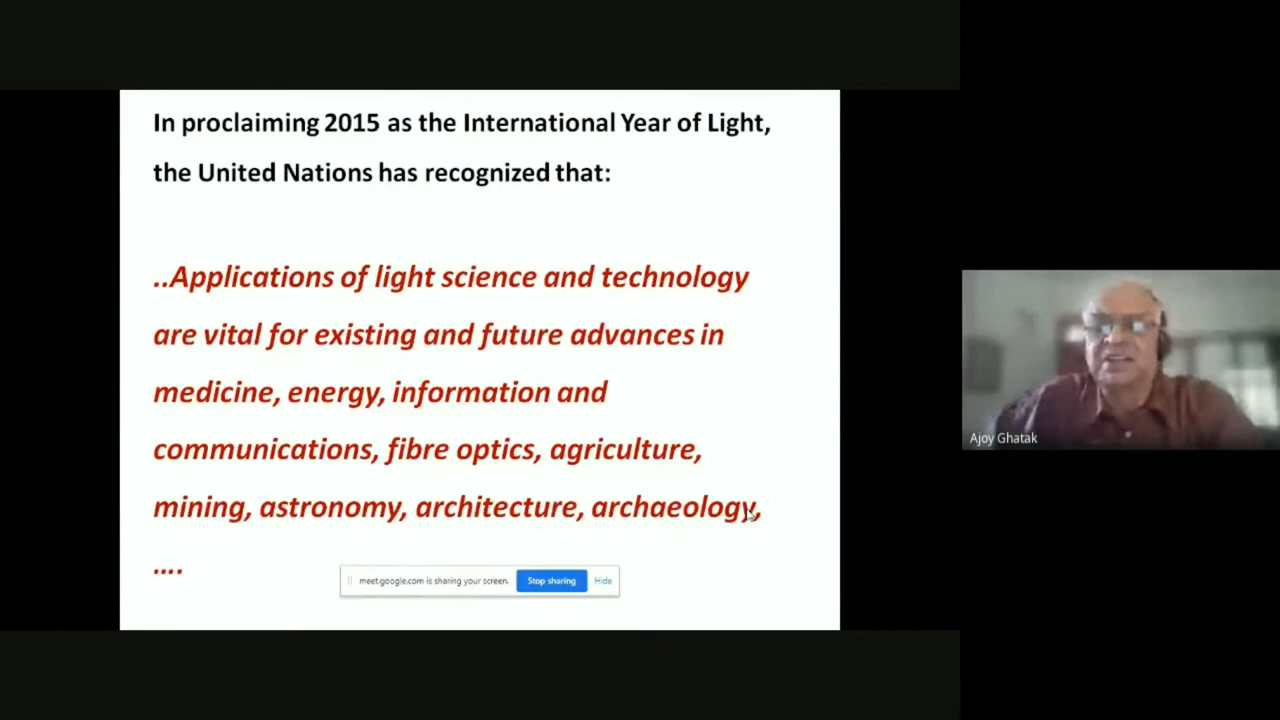 In proclaiming 2015 as the International Year of Light,
the United Nations has recognized that:
..Applications of light science and technology
are vital for existing and future advances in
medicine, energy, information and
communications, fibre optics, agriculture,
mining, astronomy, architecture, archaeology,
....
meet.google.com is sharing your screen.
Stop sharing
Hide
Ajoy Ghatak